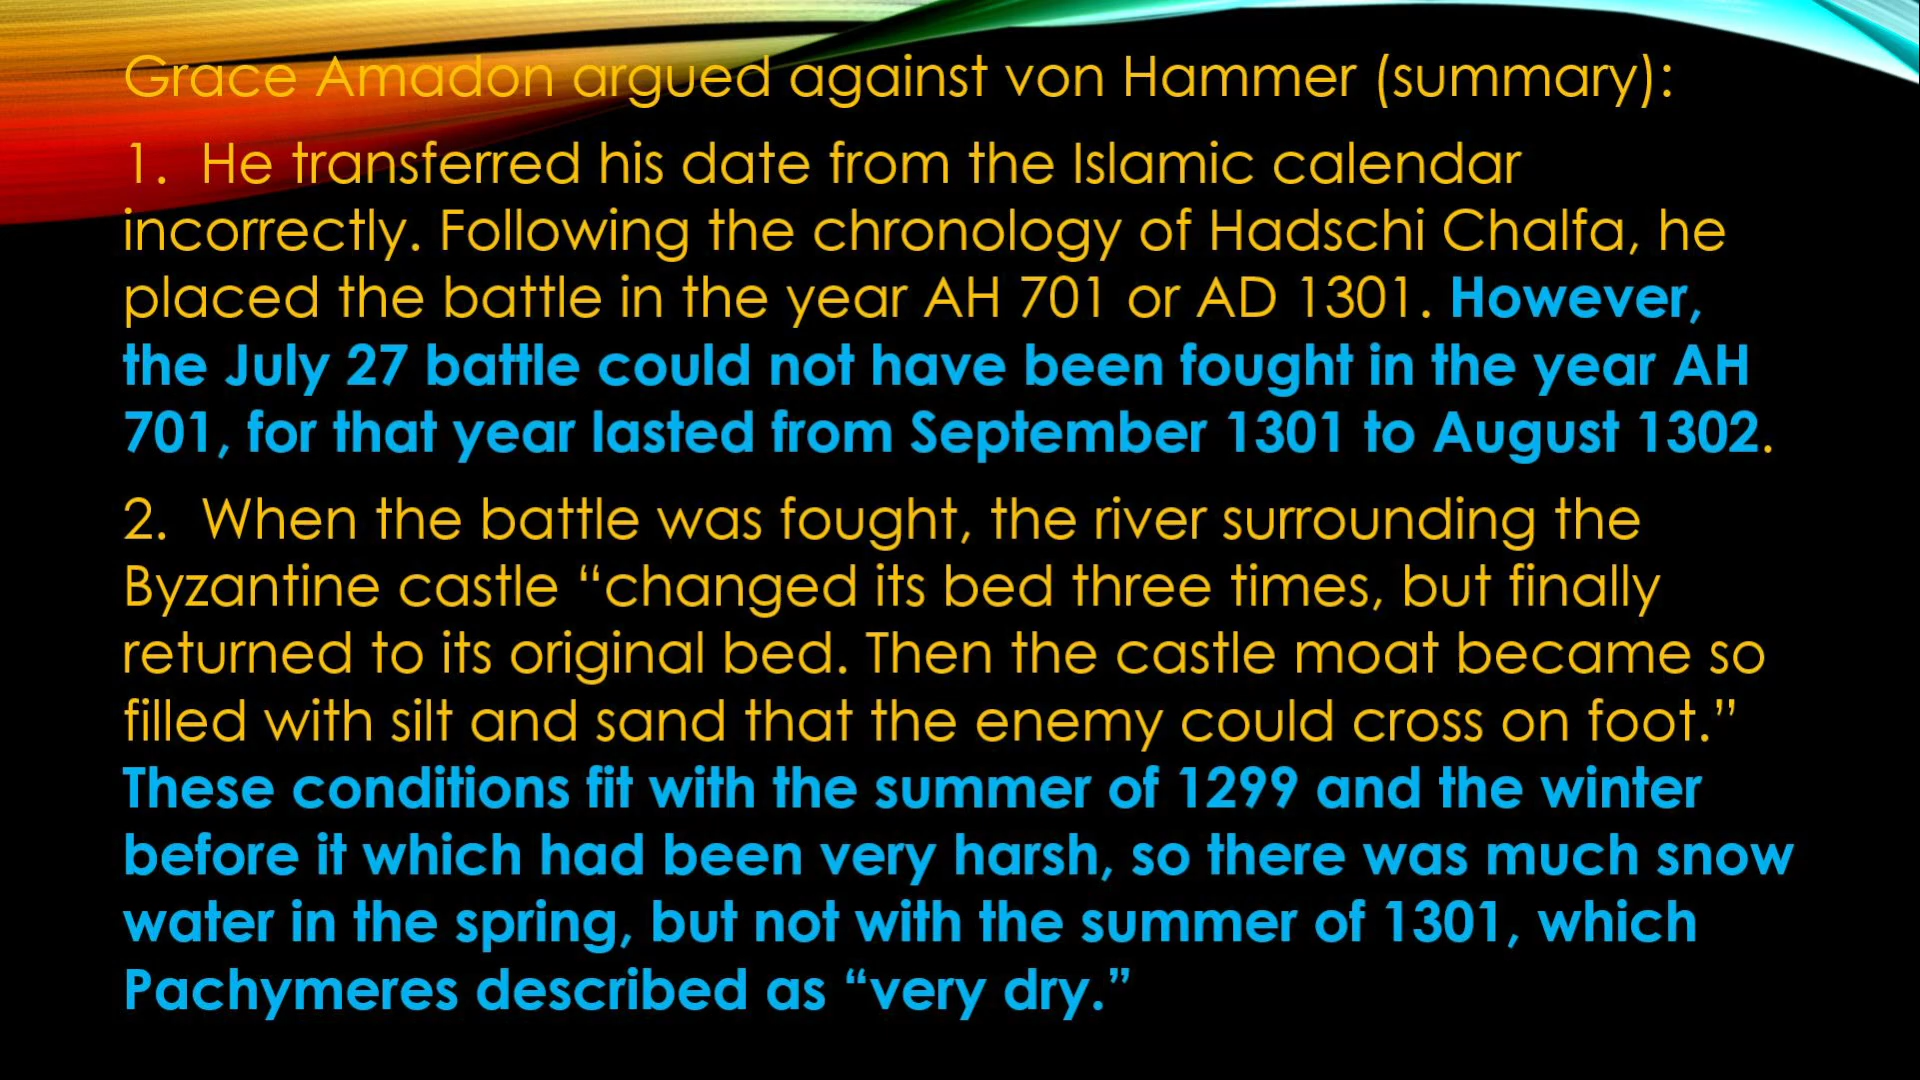 Grace Amadon argued against von Hammer (summary):
1. He transferred his date from the Islamic calendar
incorrectly. Following the chronology of Hadschi Chalfa, he
placed the battle in the year AH 701 or AD 1301. However,
the July 27 battle could not have been fought in the year AH
701, for that year lasted from September 1301 to August 1302.
2. When the battle was fought, the river surrounding the
Byzantine castle “changed its bed three times, but finally
returned to its original bed. Then the castle moat became so
filled with silt and sand that the enemy could cross on foot.”
These conditions fit with the summer of 1299 and the winter
before it which had been very harsh, so there was much snow
water in the spring, but not with the summer of 1301, which
Pachymeres described as “very dry.”